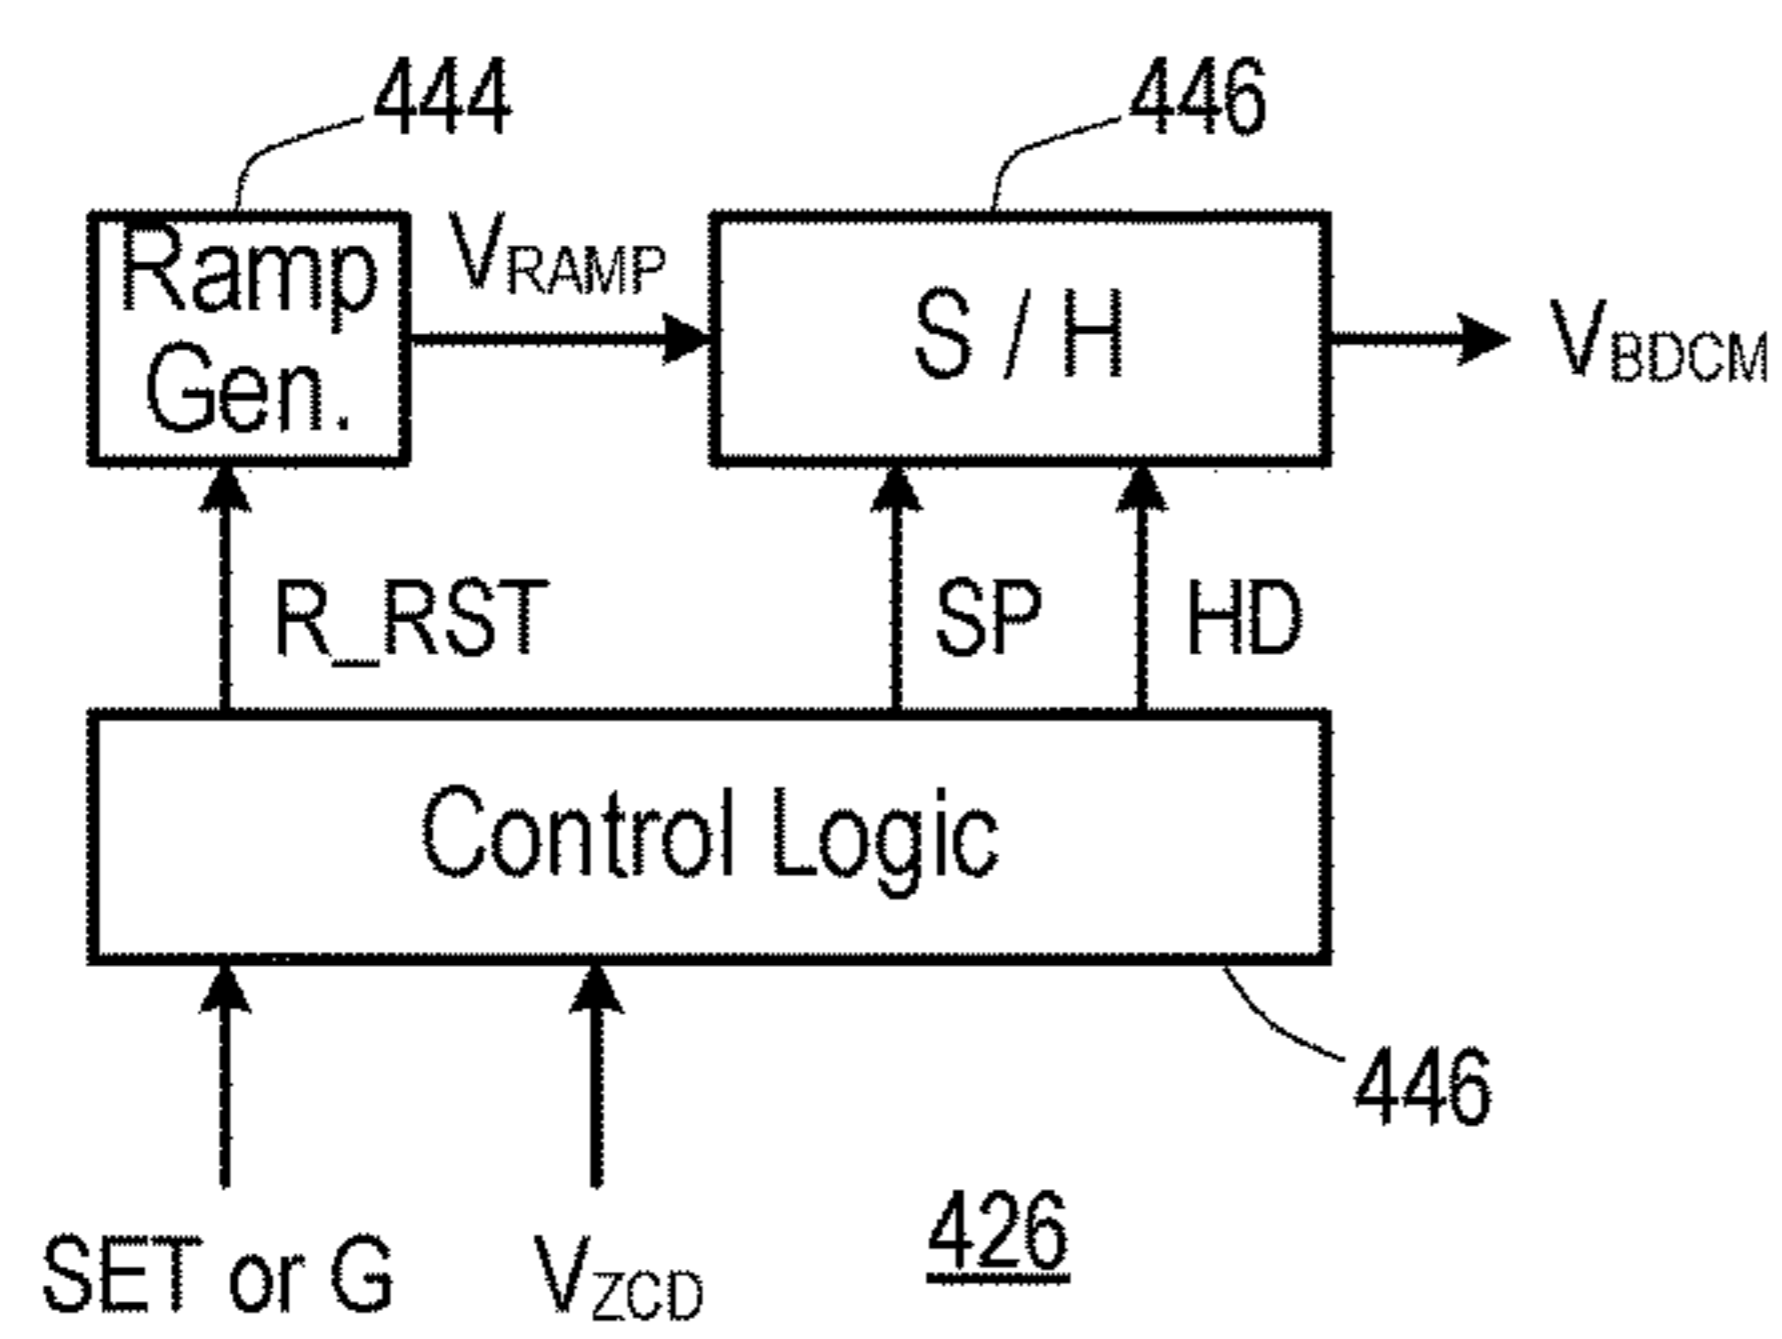 444
446
Ramp
Gen.
VRAMP
S / H
VBDCM
R_RST
SP
HD
Control Logic
446
SET or G
VZCD
426